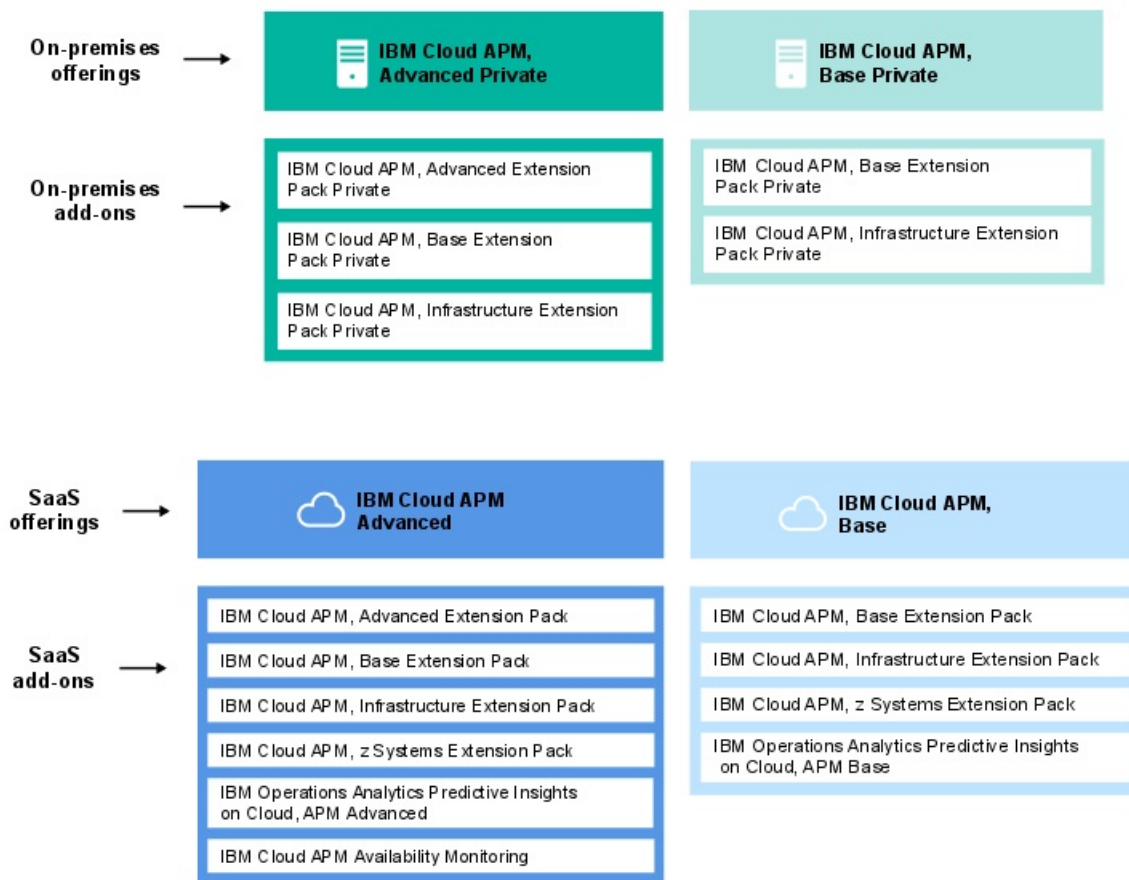 On-premises
offerings
IBM Cloud APM,
Advanced Private
IBM Cloud APM,
Base Private
On-premises
add-ons
IBM Cloud APM, Advanced Extension
Pack Private
IBM Cloud APM, Base Extension
Pack Private
IBM Cloud APM, Infrastructure Extension
Pack Private
IBM Cloud APM, Base Extension
Pack Private
IBM Cloud APM, Infrastructure Extension
Pack Private
SaaS
offerings
IBM Cloud APM
Advanced
IBM Cloud APM,
Base
SaaS
add-ons
IBM Cloud APM, Advanced Extension Pack
IBM Cloud APM, Base Extension Pack
IBM Cloud APM, Infrastructure Extension Pack
IBM Cloud APM, z Systems Extension Pack
IBM Operations Analytics Predictive Insights
on Cloud, APM Advanced
IBM Cloud APM Availability Monitoring
IBM Cloud APM, Base Extension Pack
IBM Cloud APM, Infrastructure Extension Pack
IBM Cloud APM, z Systems Extension Pack
IBM Operations Analytics Predictive Insights
on Cloud, APM Base